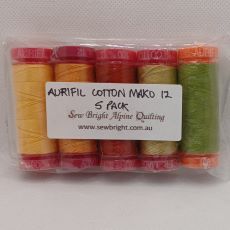 AURIFIL COTTON MAKO 12
5 PACK
Sew Bright Alpine Quilting
www.sewbright.com.au